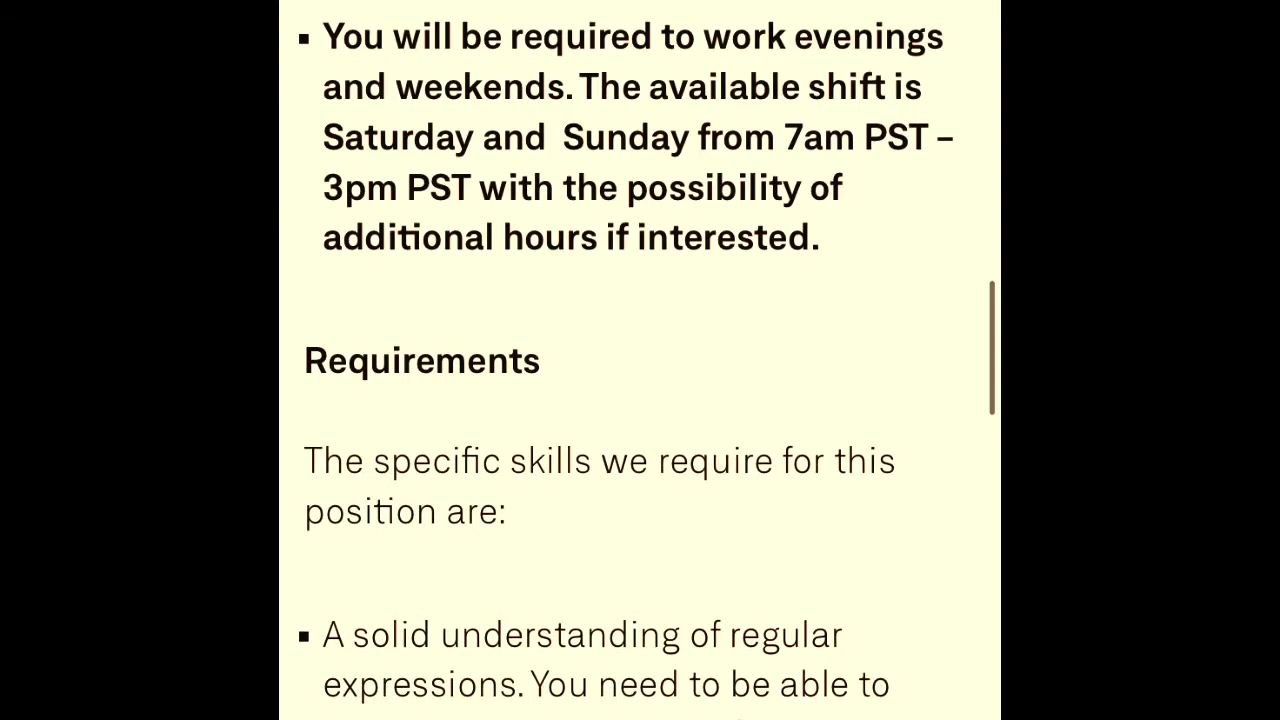 ▪ You will be required to work evenings
and weekends. The available shift is
Saturday and  Sunday from 7am PST –
3pm PST with the possibility of
additional hours if interested.
Requirements
The specific skills we require for this
position are:
▪ A solid understanding of regular
expressions. You need to be able to